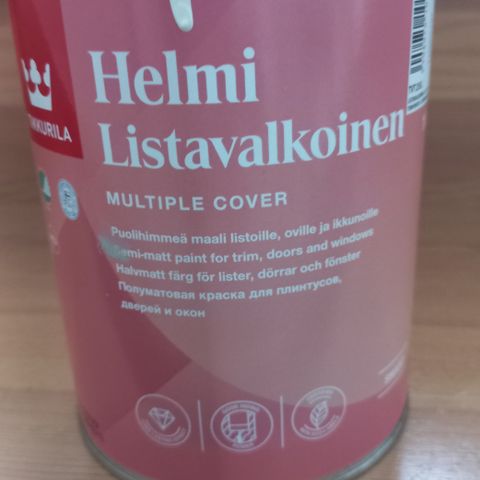 Helmi
Listavalkoinen
KKURILA
MULTIPLE COVER
Puolihimmeä maali listoille, oville ja ikkunoille
Semi-matt paint for trim, doors and windows
Halvmatt färg för lister, dörrar och fönster
Полуматовая краска для плинтусов,
дверей и окон